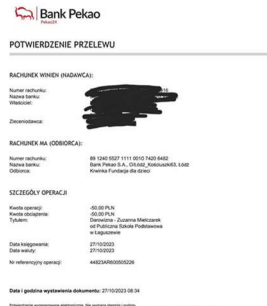 Bank Pekao
Pekao24
POTWIERDZENIE PRZELEWU
RACHUNEK WINIEN (NADAWCA):
Numer rachunku:
Nazwa banku:
Właściciel:
Zleceniodawca:
RACHUNEK MA (ODBIORCA):
Numer rachunku: 89 1240 5527 1111 0010 7420 6482
Nazwa banku: Bank Pekao S.A., O/Łódź_Kościuszki63, Łódź
Odbiorca: Krwinka Fundacja dla dzieci
SZCZEGÓŁY OPERACJI
Kwota operacji: -50,00 PLN
Kwota obciążenia: -50,00 PLN
Tytułem: Darowizna - Zuzanna Mielczarek
od Publiczna Szkoła Podstawowa
w Łaguszewie
Data księgowania: 27/10/2023
Data waluty: 27/10/2023
Nr referencyjny operacji: 44823AR600505226
Data i godzina wystawienia dokumentu: 27/10/2023 08:34